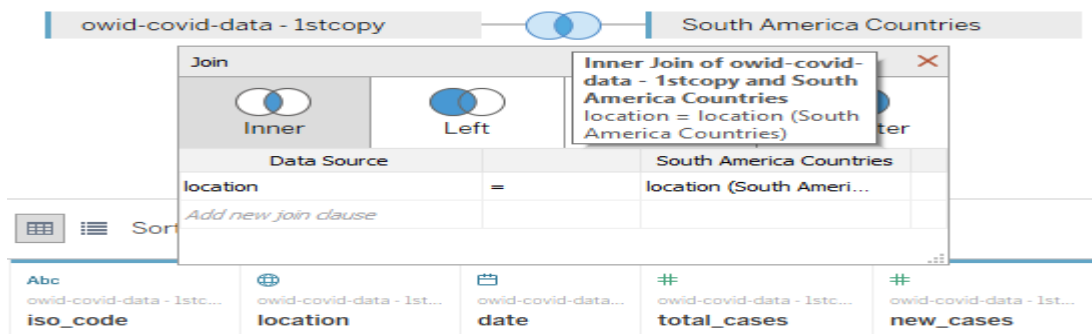 owid-covid-data - 1stcopy
South America Countries
Join
Inner Join of owid-covid-
data - 1stcopy and South
America Countries
location = location (South
America Countries)
Inner
Left
ter
Data Source
South America Countries
location
=
location (South Ameri...
Add new join clause
Sort
Abc
owid-covid-data - 1stc...
iso_code
owid-covid-data - 1st...
location
owid-covid-data...
date
owid-covid-data - 1stc...
total_cases
owid-covid-data - 1st...
new_cases